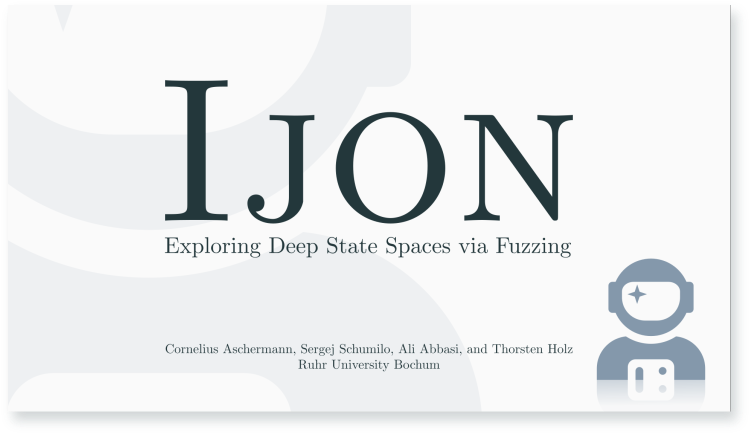 IJON
Exploring Deep State Spaces via Fuzzing
Cornelius Aschermann, Sergej Schumilo, Ali Abbasi, and Thorsten Holz
Ruhr University Bochum